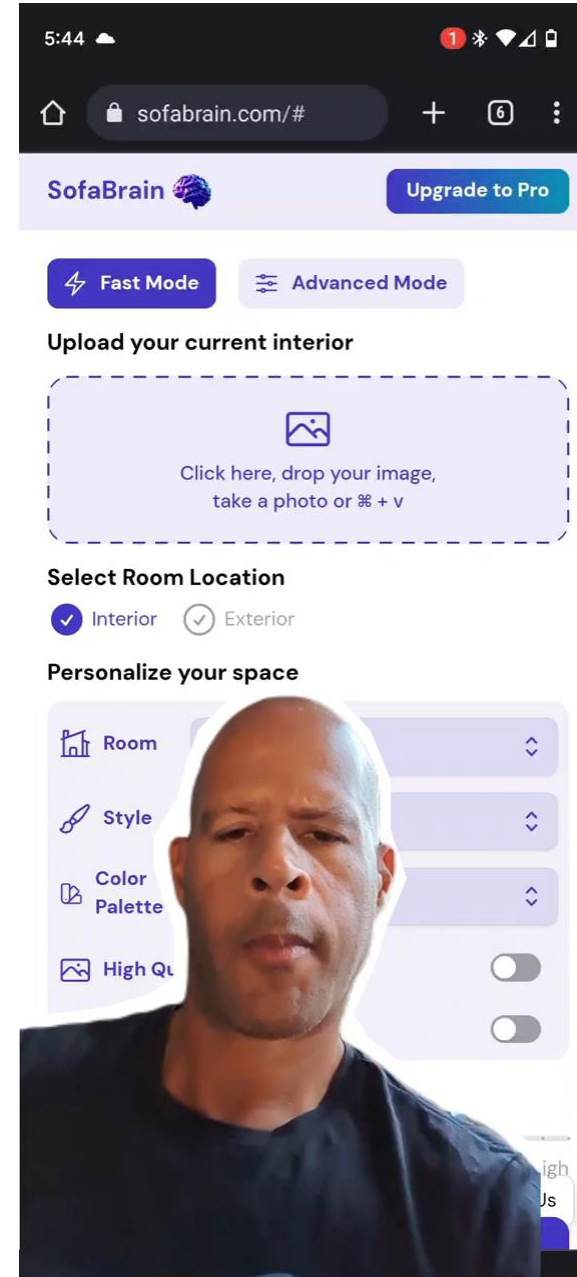 5:44
1
sofabrain.com/#
6
SofaBrain
Upgrade to Pro
Fast Mode
Advanced Mode
Upload your current interior
Click here, drop your image,
take a photo or ⌘ + v
Select Room Location
Interior
Exterior
Personalize your space
Room
Style
Color
Palette
High
Us